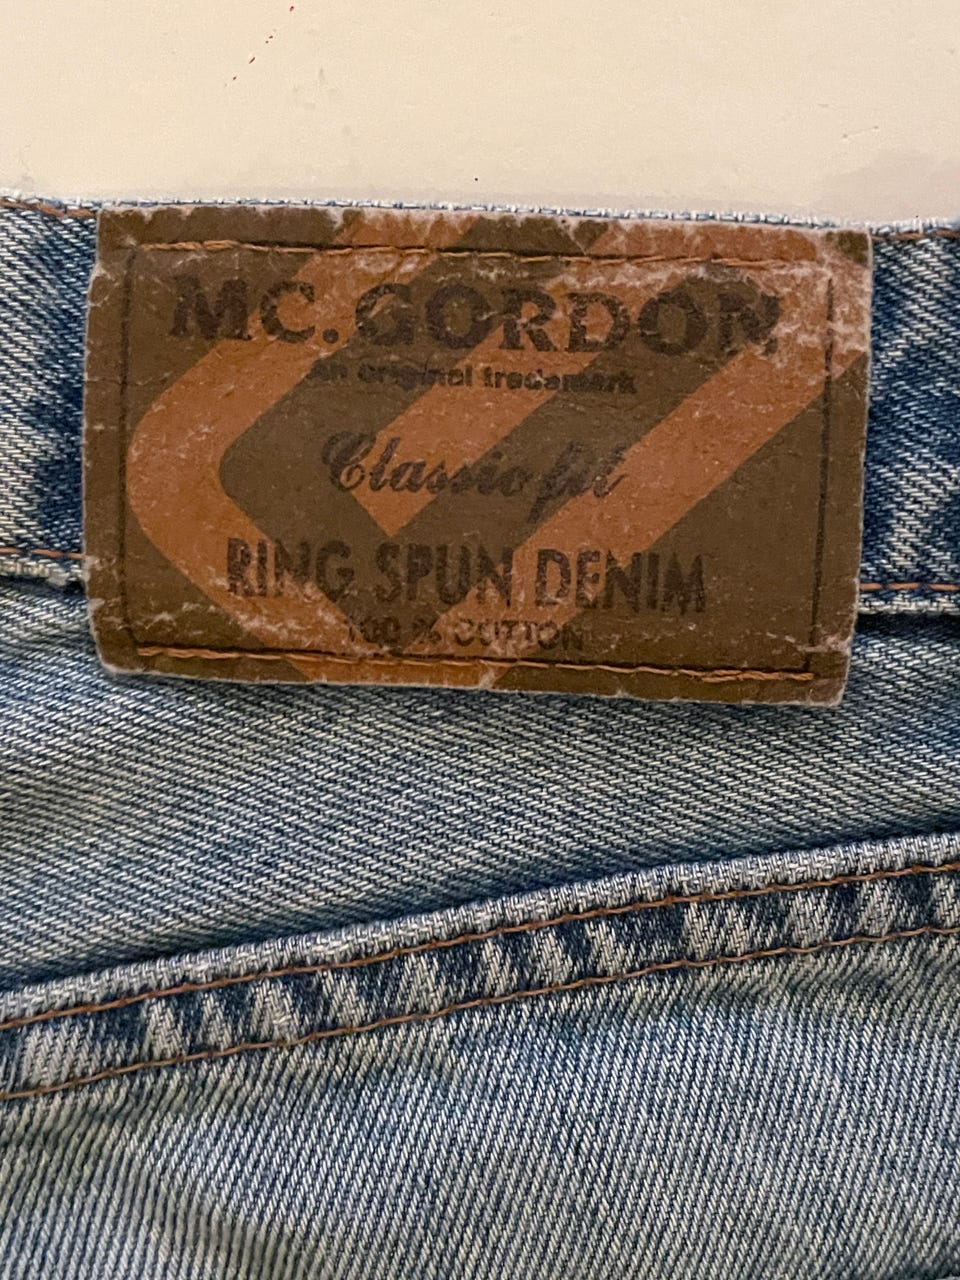 MC. GORDON
an original trademark
Classic fit
RING SPUN DENIM
100 % COTTON